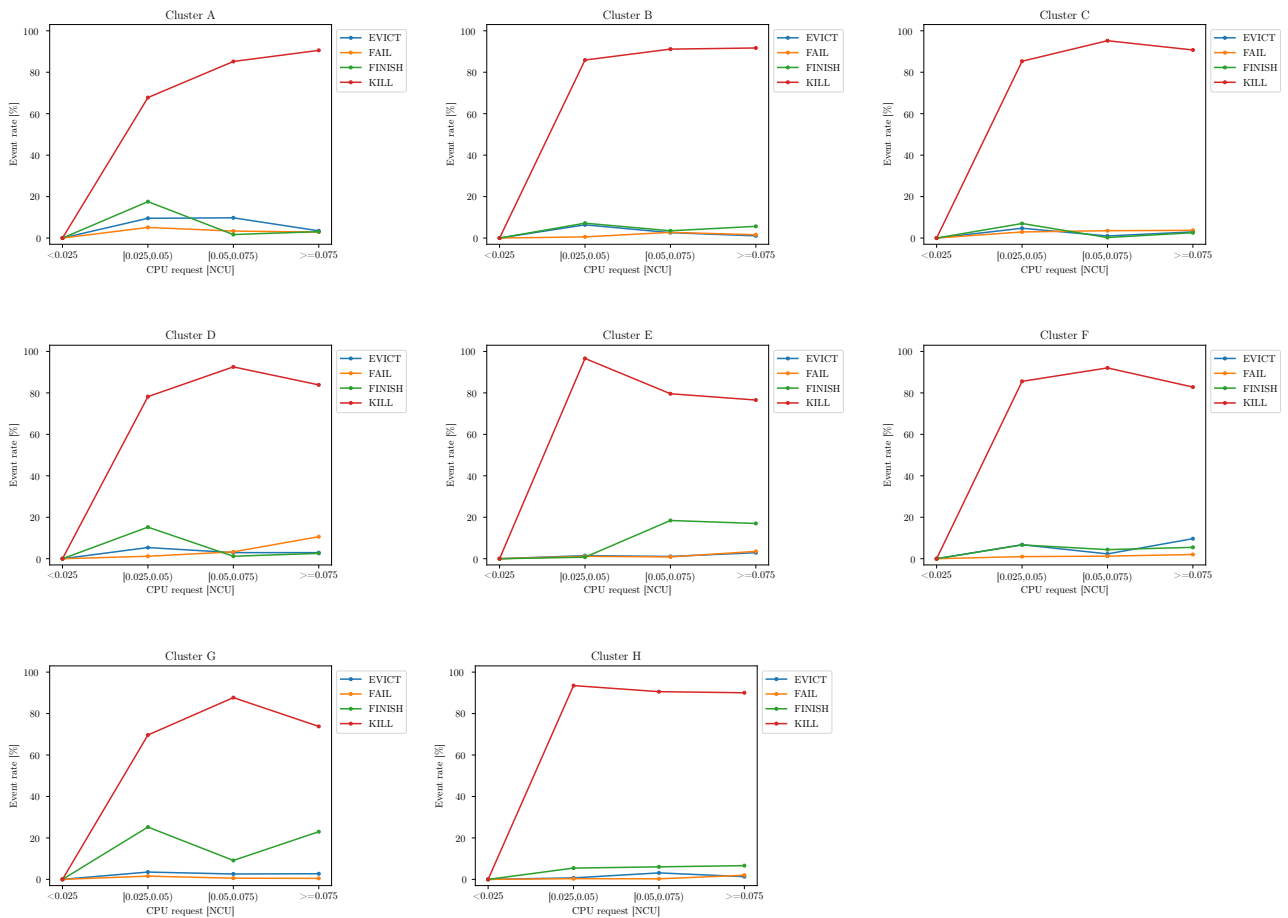 Cluster A
100
80
60
40
20
0
Event rate [%]
<0.025
[0.025,0.05)
[0.05,0.075)
>=0.075
CPU request [NCU]
EVICT
FAIL
FINISH
KILL
Cluster B
100
80
60
40
20
0
Event rate [%]
<0.025
[0.025,0.05)
[0.05,0.075)
>=0.075
CPU request [NCU]
EVICT
FAIL
FINISH
KILL
Cluster C
100
80
60
40
20
0
Event rate [%]
<0.025
[0.025,0.05)
[0.05,0.075)
>=0.075
CPU request [NCU]
EVICT
FAIL
FINISH
KILL
Cluster D
100
80
60
40
20
0
Event rate [%]
<0.025
[0.025,0.05)
[0.05,0.075)
>=0.075
CPU request [NCU]
EVICT
FAIL
FINISH
KILL
Cluster E
100
80
60
40
20
0
Event rate [%]
<0.025
[0.025,0.05)
[0.05,0.075)
>=0.075
CPU request [NCU]
EVICT
FAIL
FINISH
KILL
Cluster F
100
80
60
40
20
0
Event rate [%]
<0.025
[0.025,0.05)
[0.05,0.075)
>=0.075
CPU request [NCU]
EVICT
FAIL
FINISH
KILL
Cluster G
100
80
60
40
20
0
Event rate [%]
<0.025
[0.025,0.05)
[0.05,0.075)
>=0.075
CPU request [NCU]
EVICT
FAIL
FINISH
KILL
Cluster H
100
80
60
40
20
0
Event rate [%]
<0.025
[0.025,0.05)
[0.05,0.075)
>=0.075
CPU request [NCU]
EVICT
FAIL
FINISH
KILL